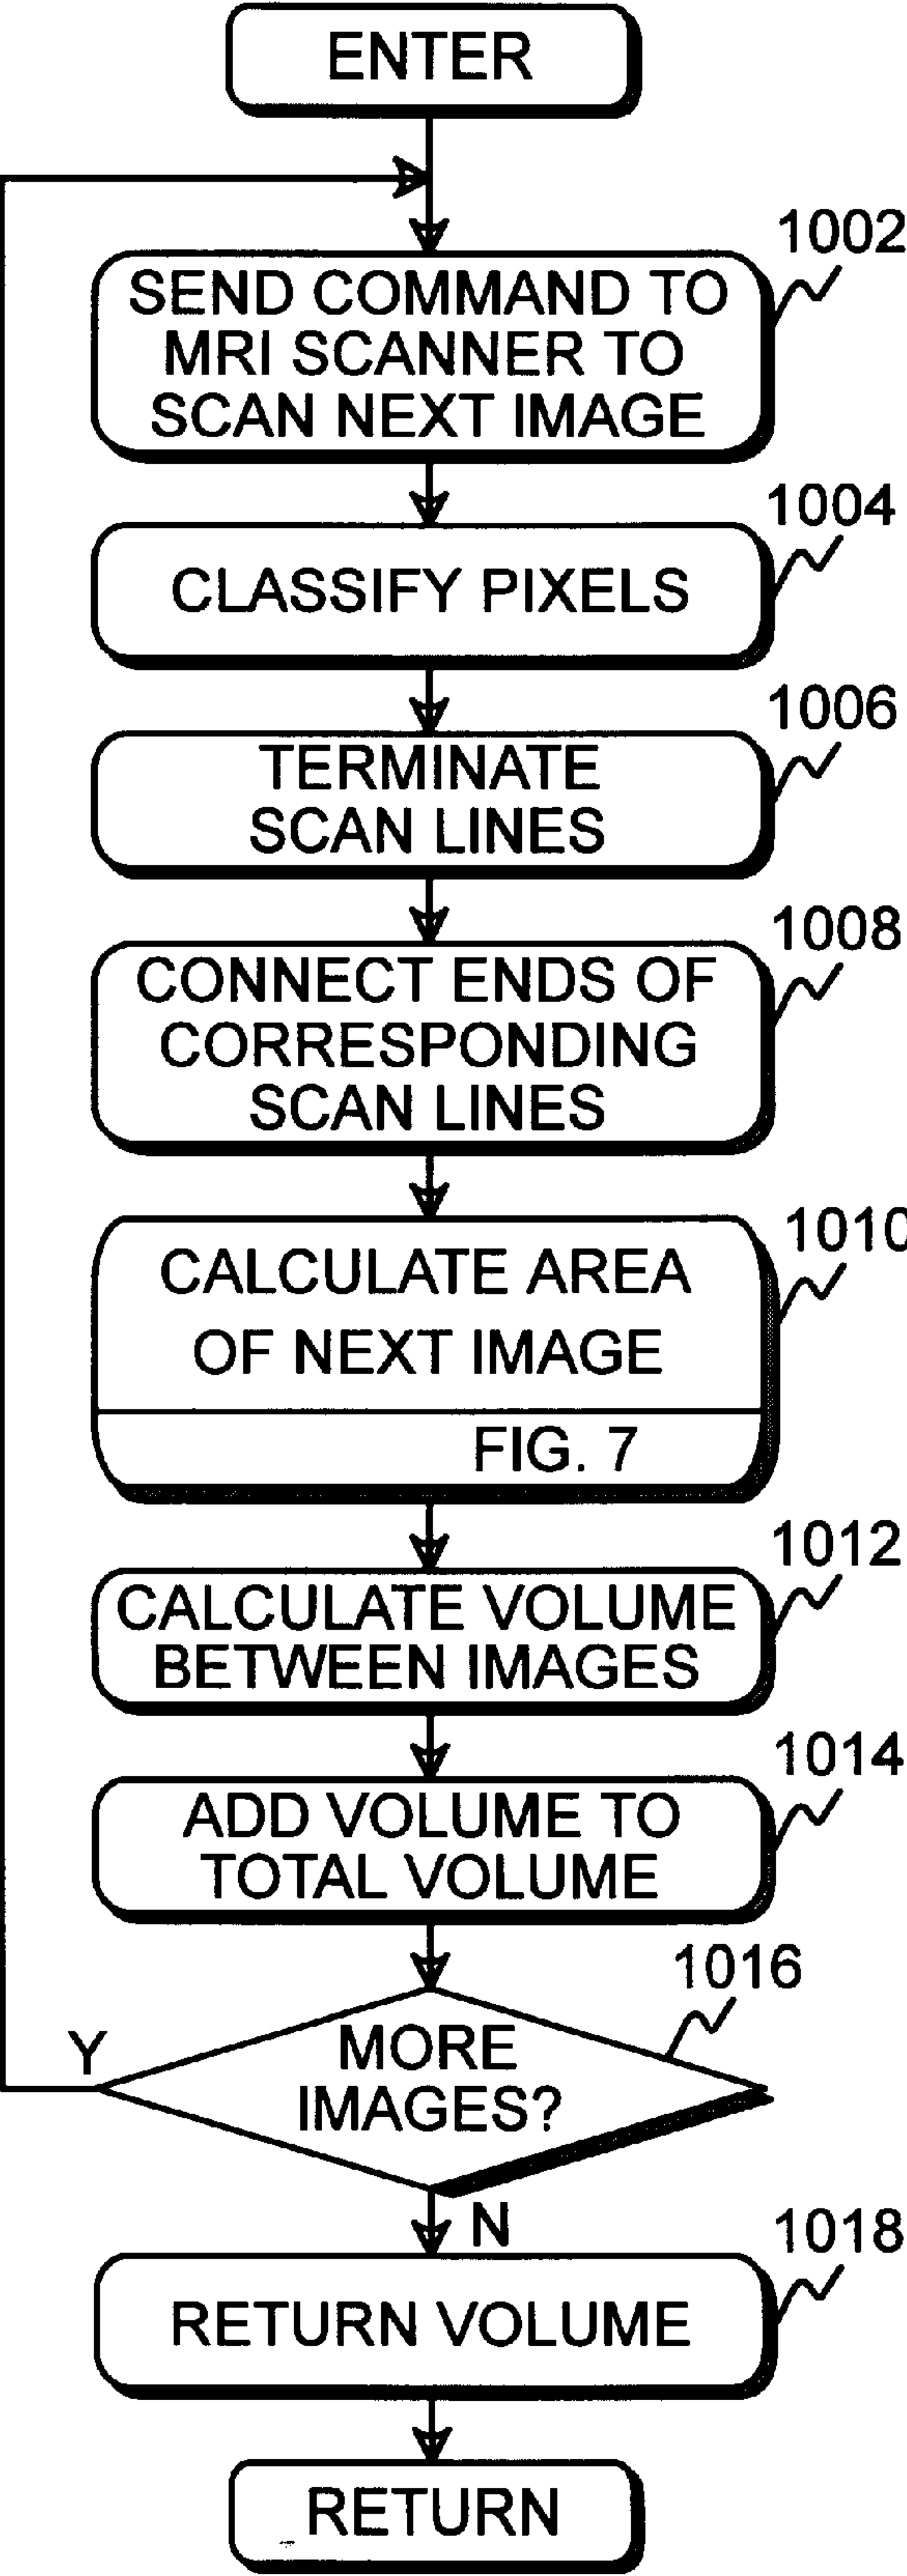 ENTER
1002
SEND COMMAND TO
MRI SCANNER TO
SCAN NEXT IMAGE
1004
CLASSIFY PIXELS
1006
TERMINATE
SCAN LINES
1008
CONNECT ENDS OF
CORRESPONDING
SCAN LINES
1010
CALCULATE AREA
OF NEXT IMAGE
FIG. 7
1012
CALCULATE VOLUME
BETWEEN IMAGES
1014
ADD VOLUME TO
TOTAL VOLUME
1016
Y
MORE
IMAGES?
N
1018
RETURN VOLUME
RETURN